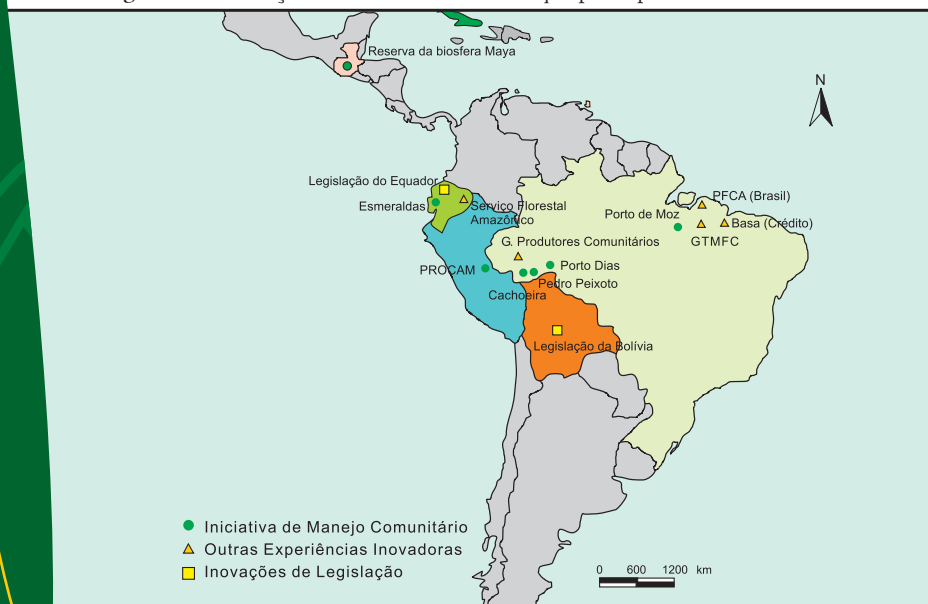 Reserva da biosfera Maya
N
Legislação do Equador
Esmeraldas
Serviço Florestal
Amazônico
PFCA (Brasil)
Porto de Moz
Basa (Crédito)
GTMFC
G. Produtores Comunitários
PROCAM
Porto Dias
Pedro Peixoto
Cachoeira
Legislação da Bolívia
Iniciativa de Manejo Comunitário
Outras Experiências Inovadoras
Inovações de Legislação
0 600 1200 km